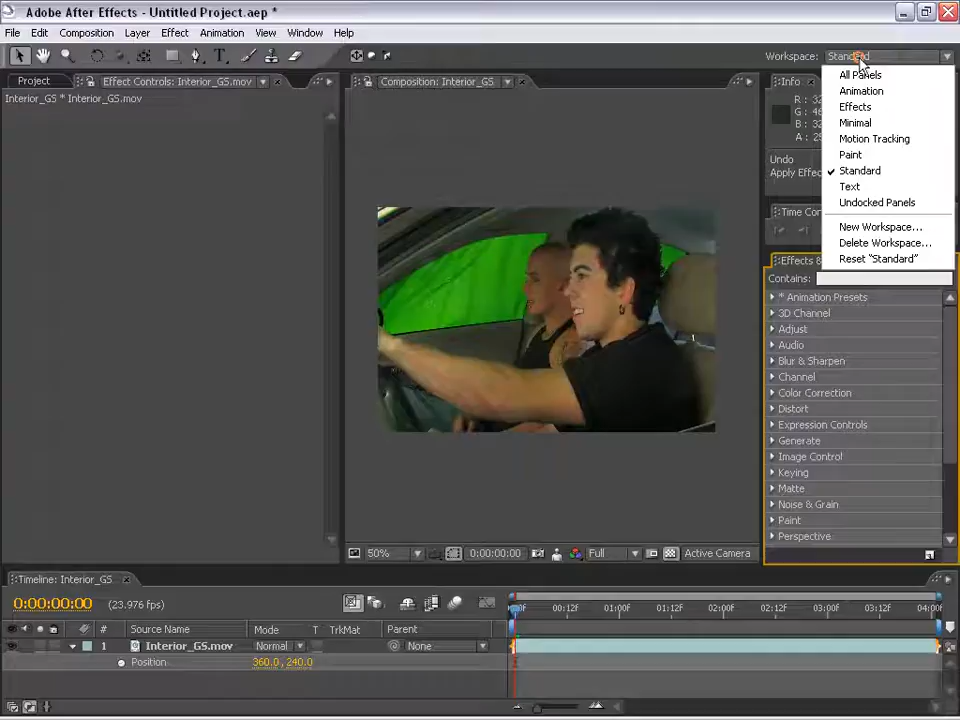 Adobe After Effects - Untitled Project.aep *
File Edit Composition Layer Effect Animation View Window Help
Workspace: Standard
Project Effect Controls: Interior_GS.mov
Interior_GS * Interior_GS.mov
Composition: Interior_GS
Info
Undo
Time Con
Effects &
Contains:
All Panels
Animation
Effects
Minimal
Motion Tracking
Paint
Standard
Text
Undocked Panels
New Workspace...
Delete Workspace...
Reset "Standard"
* Animation Presets
3D Channel
Adjust
Audio
Blur & Sharpen
Channel
Color Correction
Distort
Expression Controls
Generate
Image Control
Keying
Matte
Noise & Grain
Paint
Perspective
50% 0:00:00:00 Full Active Camera
Timeline: Interior_GS
0:00:00:00 (23.976 fps)
00:12f 01:00f 01:12f 02:00f 02:12f 03:00f 03:12f 04:00f
# Source Name Mode T TrkMat Parent
1 Interior_GS.mov Normal None
Position 360.0, 240.0